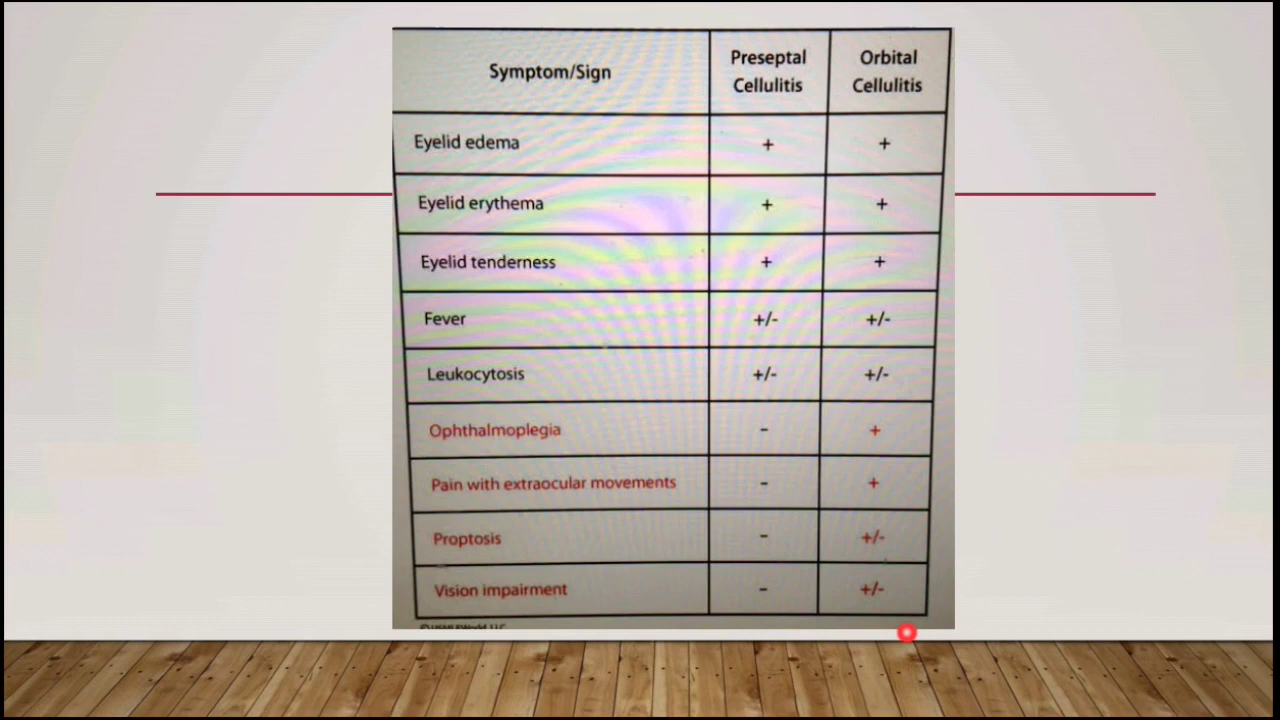 Symptom/Sign
Preseptal
Cellulitis
Orbital
Cellulitis
Eyelid edema + +
Eyelid erythema + +
Eyelid tenderness + +
Fever +/- +/-
Leukocytosis +/- +/-
Ophthalmoplegia - +
Pain with extraocular movements - +
Proptosis - +/-
Vision impairment - +/-